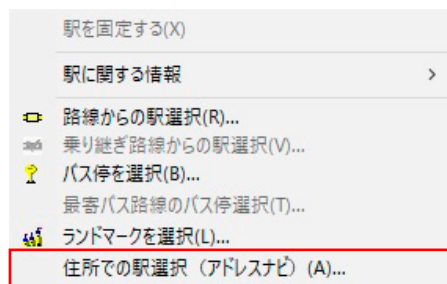 駅を固定する(X)
駅に関する情報
路線からの駅選択(R)...
乗り継ぎ路線からの駅選択(V)...
バス停を選択(B)...
最寄バス路線のバス停選択(T)...
ランドマークを選択(L)...
住所での駅選択（アドレスナビ）(A)...